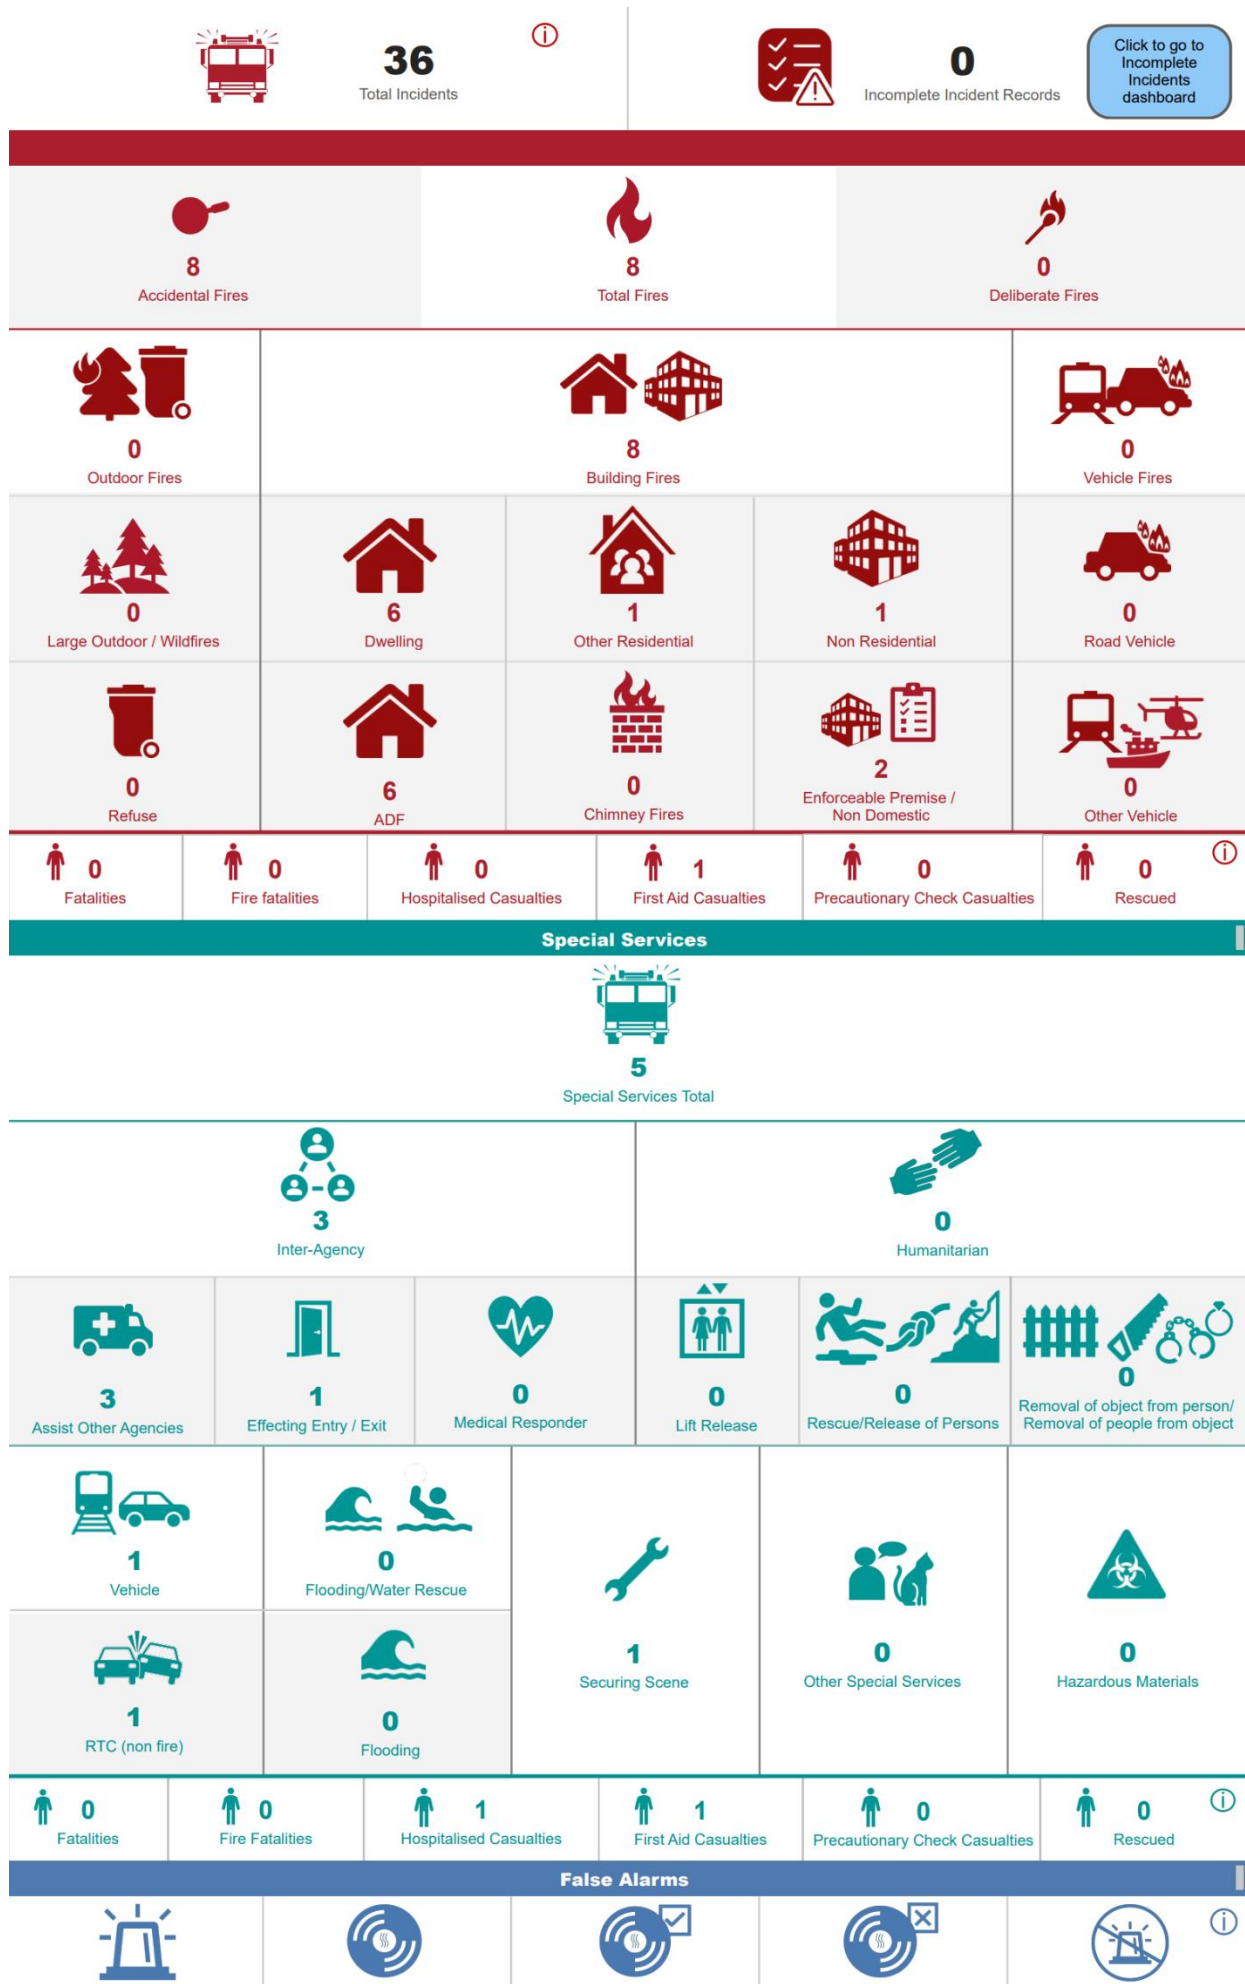 36
Total Incidents
0
Incomplete Incident Records
Click to go to
Incomplete
Incidents
dashboard
8
Accidental Fires
8
Total Fires
0
Deliberate Fires
0
Outdoor Fires
8
Building Fires
0
Vehicle Fires
0
Large Outdoor / Wildfires
6
Dwelling
1
Other Residential
1
Non Residential
0
Road Vehicle
0
Refuse
6
ADF
0
Chimney Fires
2
Enforceable Premise /
Non Domestic
0
Other Vehicle
0
Fatalities
0
Fire fatalities
0
Hospitalised Casualties
1
First Aid Casualties
0
Precautionary Check Casualties
0
Rescued
Special Services
5
Special Services Total
3
Inter-Agency
0
Humanitarian
3
Assist Other Agencies
1
Effecting Entry / Exit
0
Medical Responder
0
Lift Release
0
Rescue/Release of Persons
0
Removal of object from person/
Removal of people from object
1
Vehicle
0
Flooding/Water Rescue
1
RTC (non fire)
0
Flooding
1
Securing Scene
0
Other Special Services
0
Hazardous Materials
0
Fatalities
0
Fire Fatalities
1
Hospitalised Casualties
1
First Aid Casualties
0
Precautionary Check Casualties
0
Rescued
False Alarms